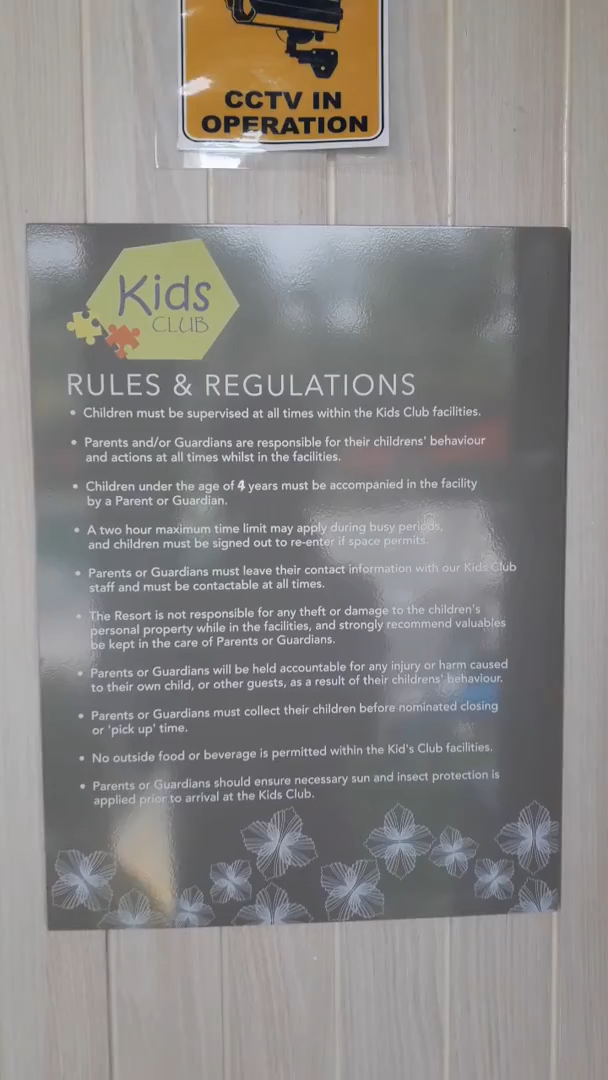 CCTV IN
OPERATION
Kids
CLUB
RULES & REGULATIONS
• Children must be supervised at all times within the Kids Club facilities.
• Parents and/or Guardians are responsible for their childrens' behaviour
and actions at all times whilst in the facilities.
• Children under the age of 4 years must be accompanied in the facility
by a Parent or Guardian.
• A two hour maximum time limit may apply during busy periods,
and children must be signed out to re-enter if space permits.
• Parents or Guardians must leave their contact information with our Kids Club
staff and must be contactable at all times.
• The Resort is not responsible for any theft or damage to the children's
personal property while in the facilities, and strongly recommend valuables
be kept in the care of Parents or Guardians.
• Parents or Guardians will be held accountable for any injury or harm caused
to their own child, or other guests, as a result of their childrens' behaviour.
• Parents or Guardians must collect their children before nominated closing
or 'pick up' time.
• No outside food or beverage is permitted within the Kid's Club facilities.
• Parents or Guardians should ensure necessary sun and insect protection is
applied prior to arrival at the Kids Club.